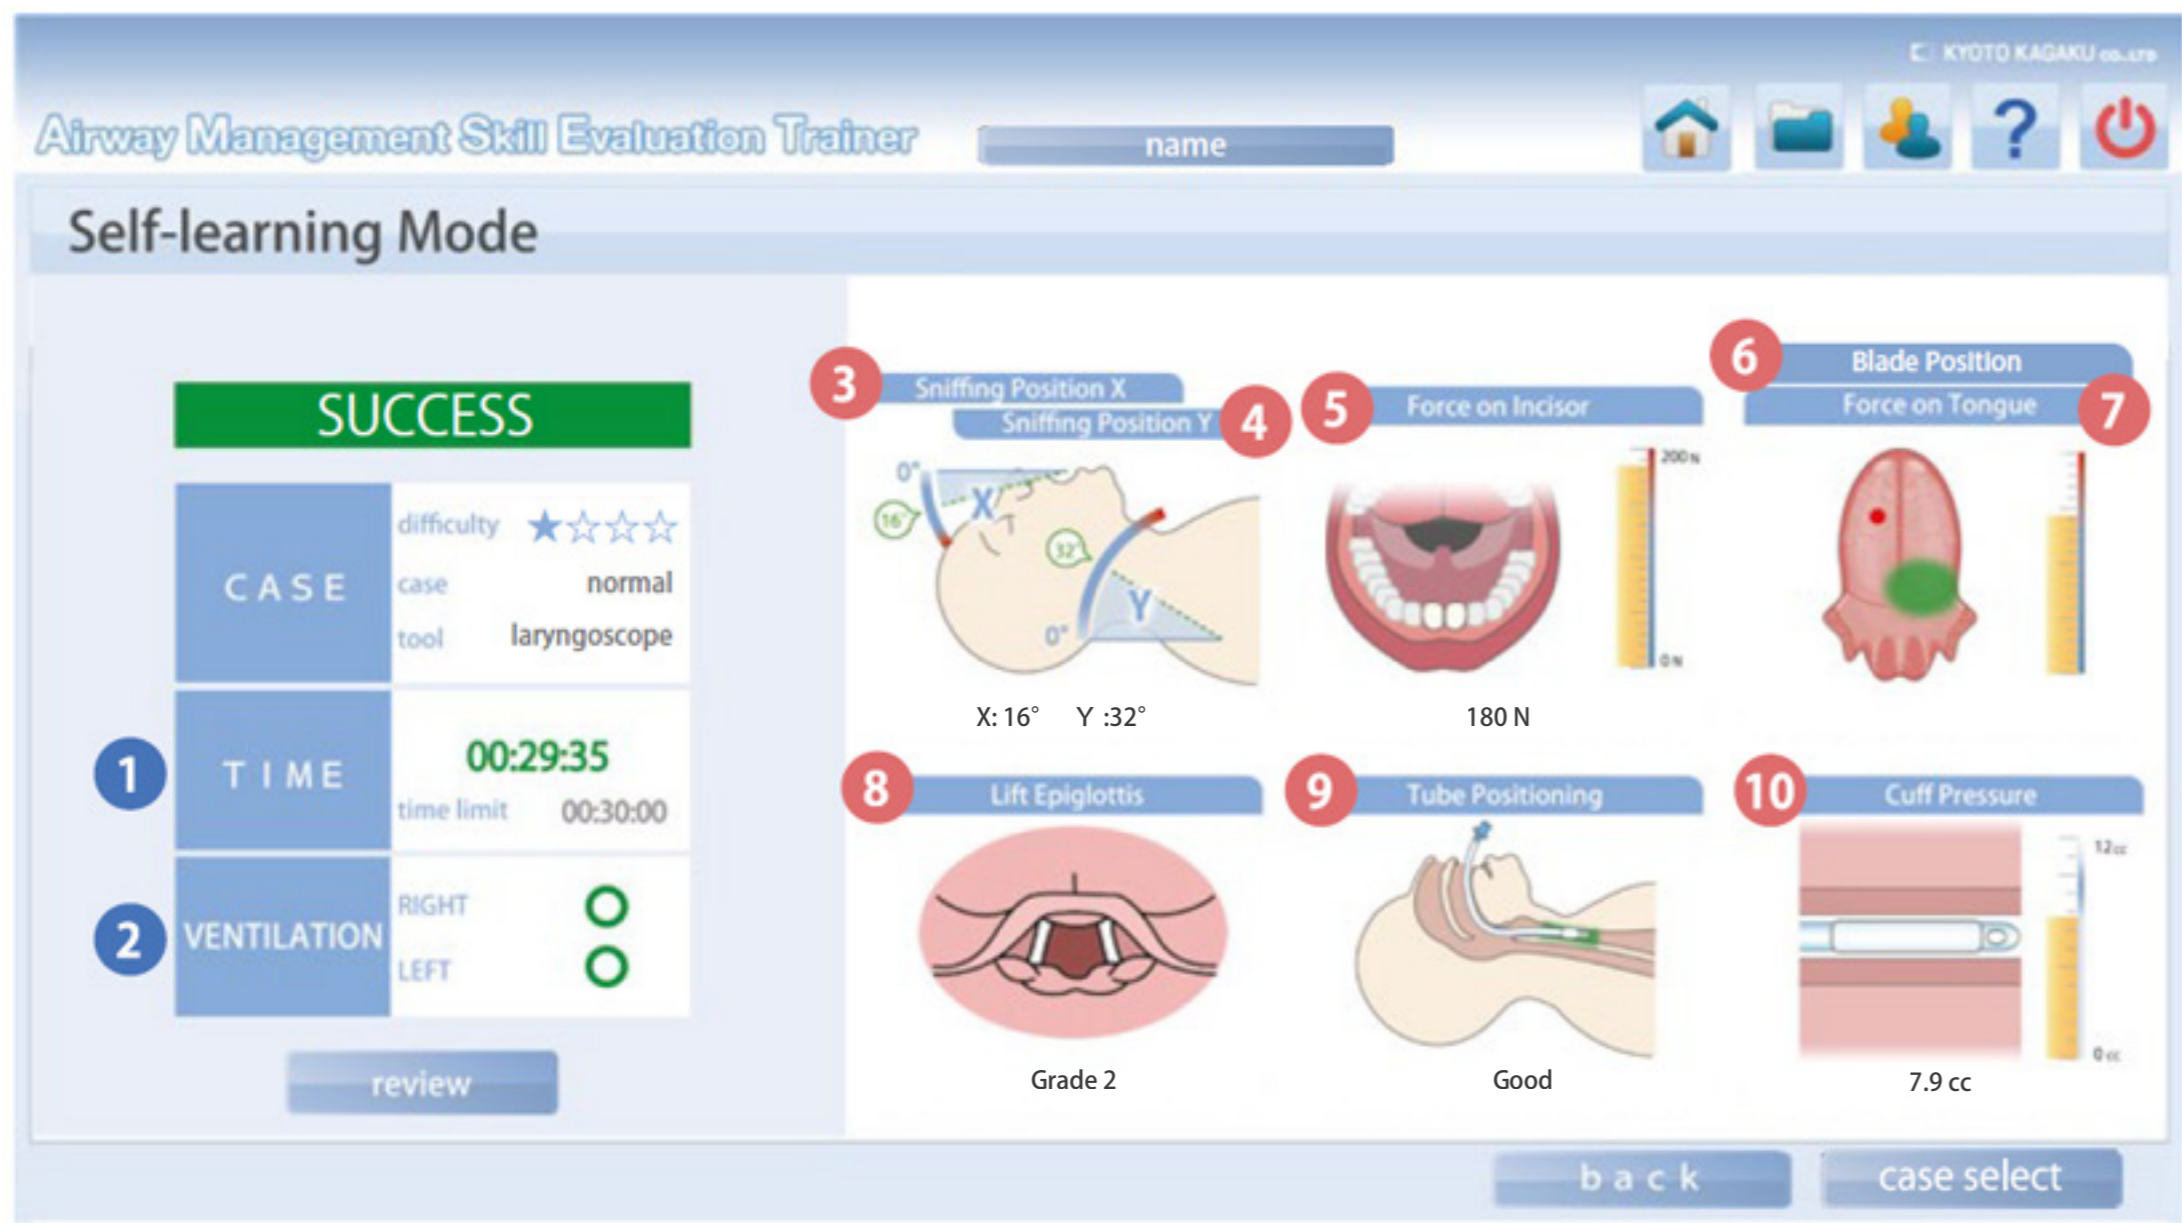 KYOTO KAGAKU CO.,LTD
Airway Management Skill Evaluation Trainer
name
?
Self-learning Mode
SUCCESS
CASE
difficulty
case normal
tool laryngoscope
1
TIME
00:29:35
time limit 00:30:00
2
VENTILATION
RIGHT
LEFT
review
3
Sniffing Position X
Sniffing Position Y
4
0°
X
16°
32°
Y
0°
X: 16° Y :32°
5
Force on Incisor
200 N
0 N
180 N
6
Blade Position
Force on Tongue
7
8
Lift Epiglottis
Grade 2
9
Tube Positioning
Good
10
Cuff Pressure
12 cc
0 cc
7.9 cc
back
case select